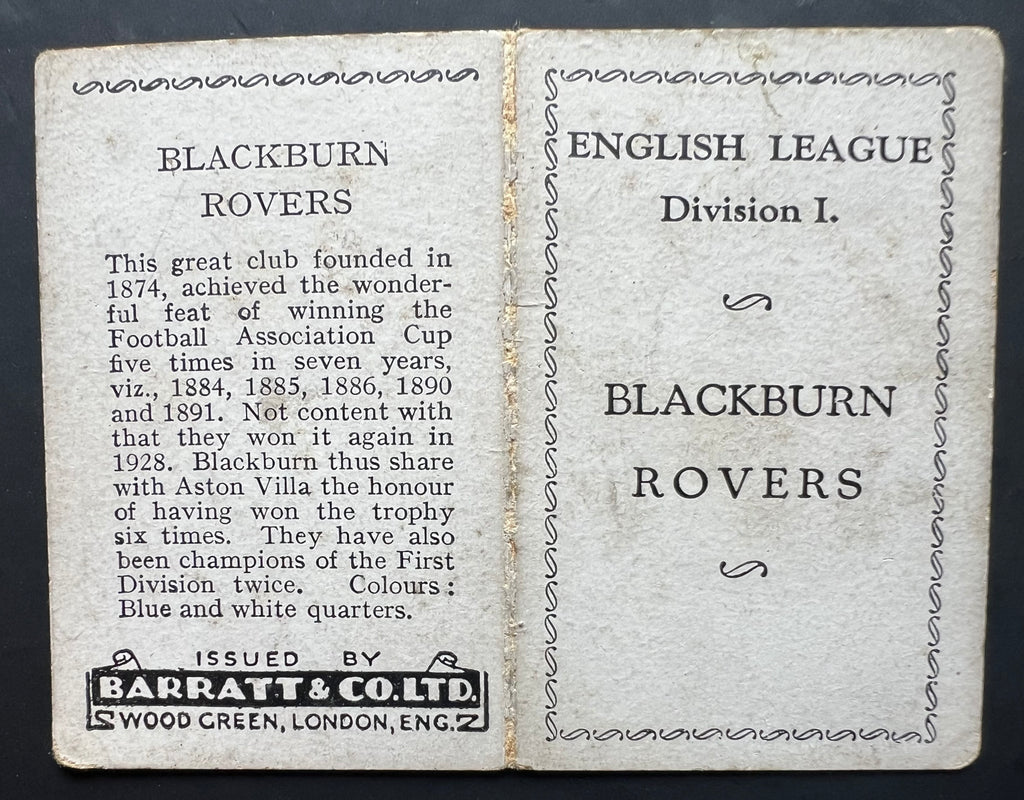 BLACKBURN
ROVERS
This great club founded in
1874, achieved the wonder-
ful feat of winning the
Football Association Cup
five times in seven years,
viz., 1884, 1885, 1886, 1890
and 1891. Not content with
that they won it again in
1928. Blackburn thus share
with Aston Villa the honour
of having won the trophy
six times. They have also
been champions of the First
Division twice. Colours:
Blue and white quarters.
ISSUED BY
BARRATT & CO. LTD.
WOOD GREEN, LONDON, ENG.
ENGLISH LEAGUE
Division I.
BLACKBURN
ROVERS